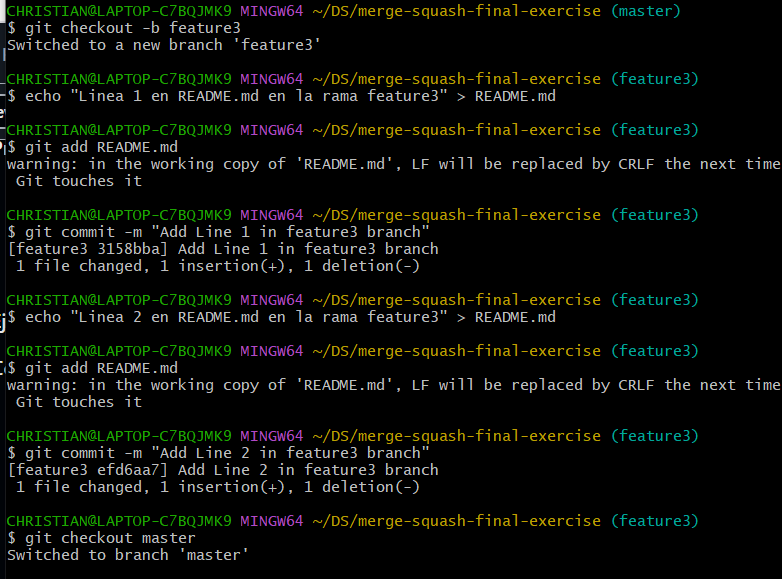 CHRISTIAN@LAPTOP-C7BQJMK9 MINGW64 ~/DS/merge-squash-final-exercise (master)
$ git checkout -b feature3
Switched to a new branch 'feature3'
CHRISTIAN@LAPTOP-C7BQJMK9 MINGW64 ~/DS/merge-squash-final-exercise (feature3)
$ echo "Linea 1 en README.md en la rama feature3" > README.md
CHRISTIAN@LAPTOP-C7BQJMK9 MINGW64 ~/DS/merge-squash-final-exercise (feature3)
$ git add README.md
warning: in the working copy of 'README.md', LF will be replaced by CRLF the next time
Git touches it
CHRISTIAN@LAPTOP-C7BQJMK9 MINGW64 ~/DS/merge-squash-final-exercise (feature3)
$ git commit -m "Add Line 1 in feature3 branch"
[feature3 3158bba] Add Line 1 in feature3 branch
1 file changed, 1 insertion(+), 1 deletion(-)
CHRISTIAN@LAPTOP-C7BQJMK9 MINGW64 ~/DS/merge-squash-final-exercise (feature3)
$ echo "Linea 2 en README.md en la rama feature3" > README.md
CHRISTIAN@LAPTOP-C7BQJMK9 MINGW64 ~/DS/merge-squash-final-exercise (feature3)
$ git add README.md
warning: in the working copy of 'README.md', LF will be replaced by CRLF the next time
Git touches it
CHRISTIAN@LAPTOP-C7BQJMK9 MINGW64 ~/DS/merge-squash-final-exercise (feature3)
$ git commit -m "Add Line 2 in feature3 branch"
[feature3 efd6aa7] Add Line 2 in feature3 branch
1 file changed, 1 insertion(+), 1 deletion(-)
CHRISTIAN@LAPTOP-C7BQJMK9 MINGW64 ~/DS/merge-squash-final-exercise (feature3)
$ git checkout master
Switched to branch 'master'